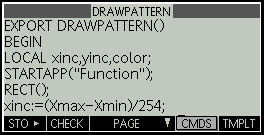 DRAWPATTERN
EXPORT DRAWPATTERN()
BEGIN
LOCAL xinc,yinc,color;
STARTAPP("Function");
RECT();
xinc:=(Xmax-Xmin)/254;
STO ► CHECK PAGE ▼ CMDS TMPLT